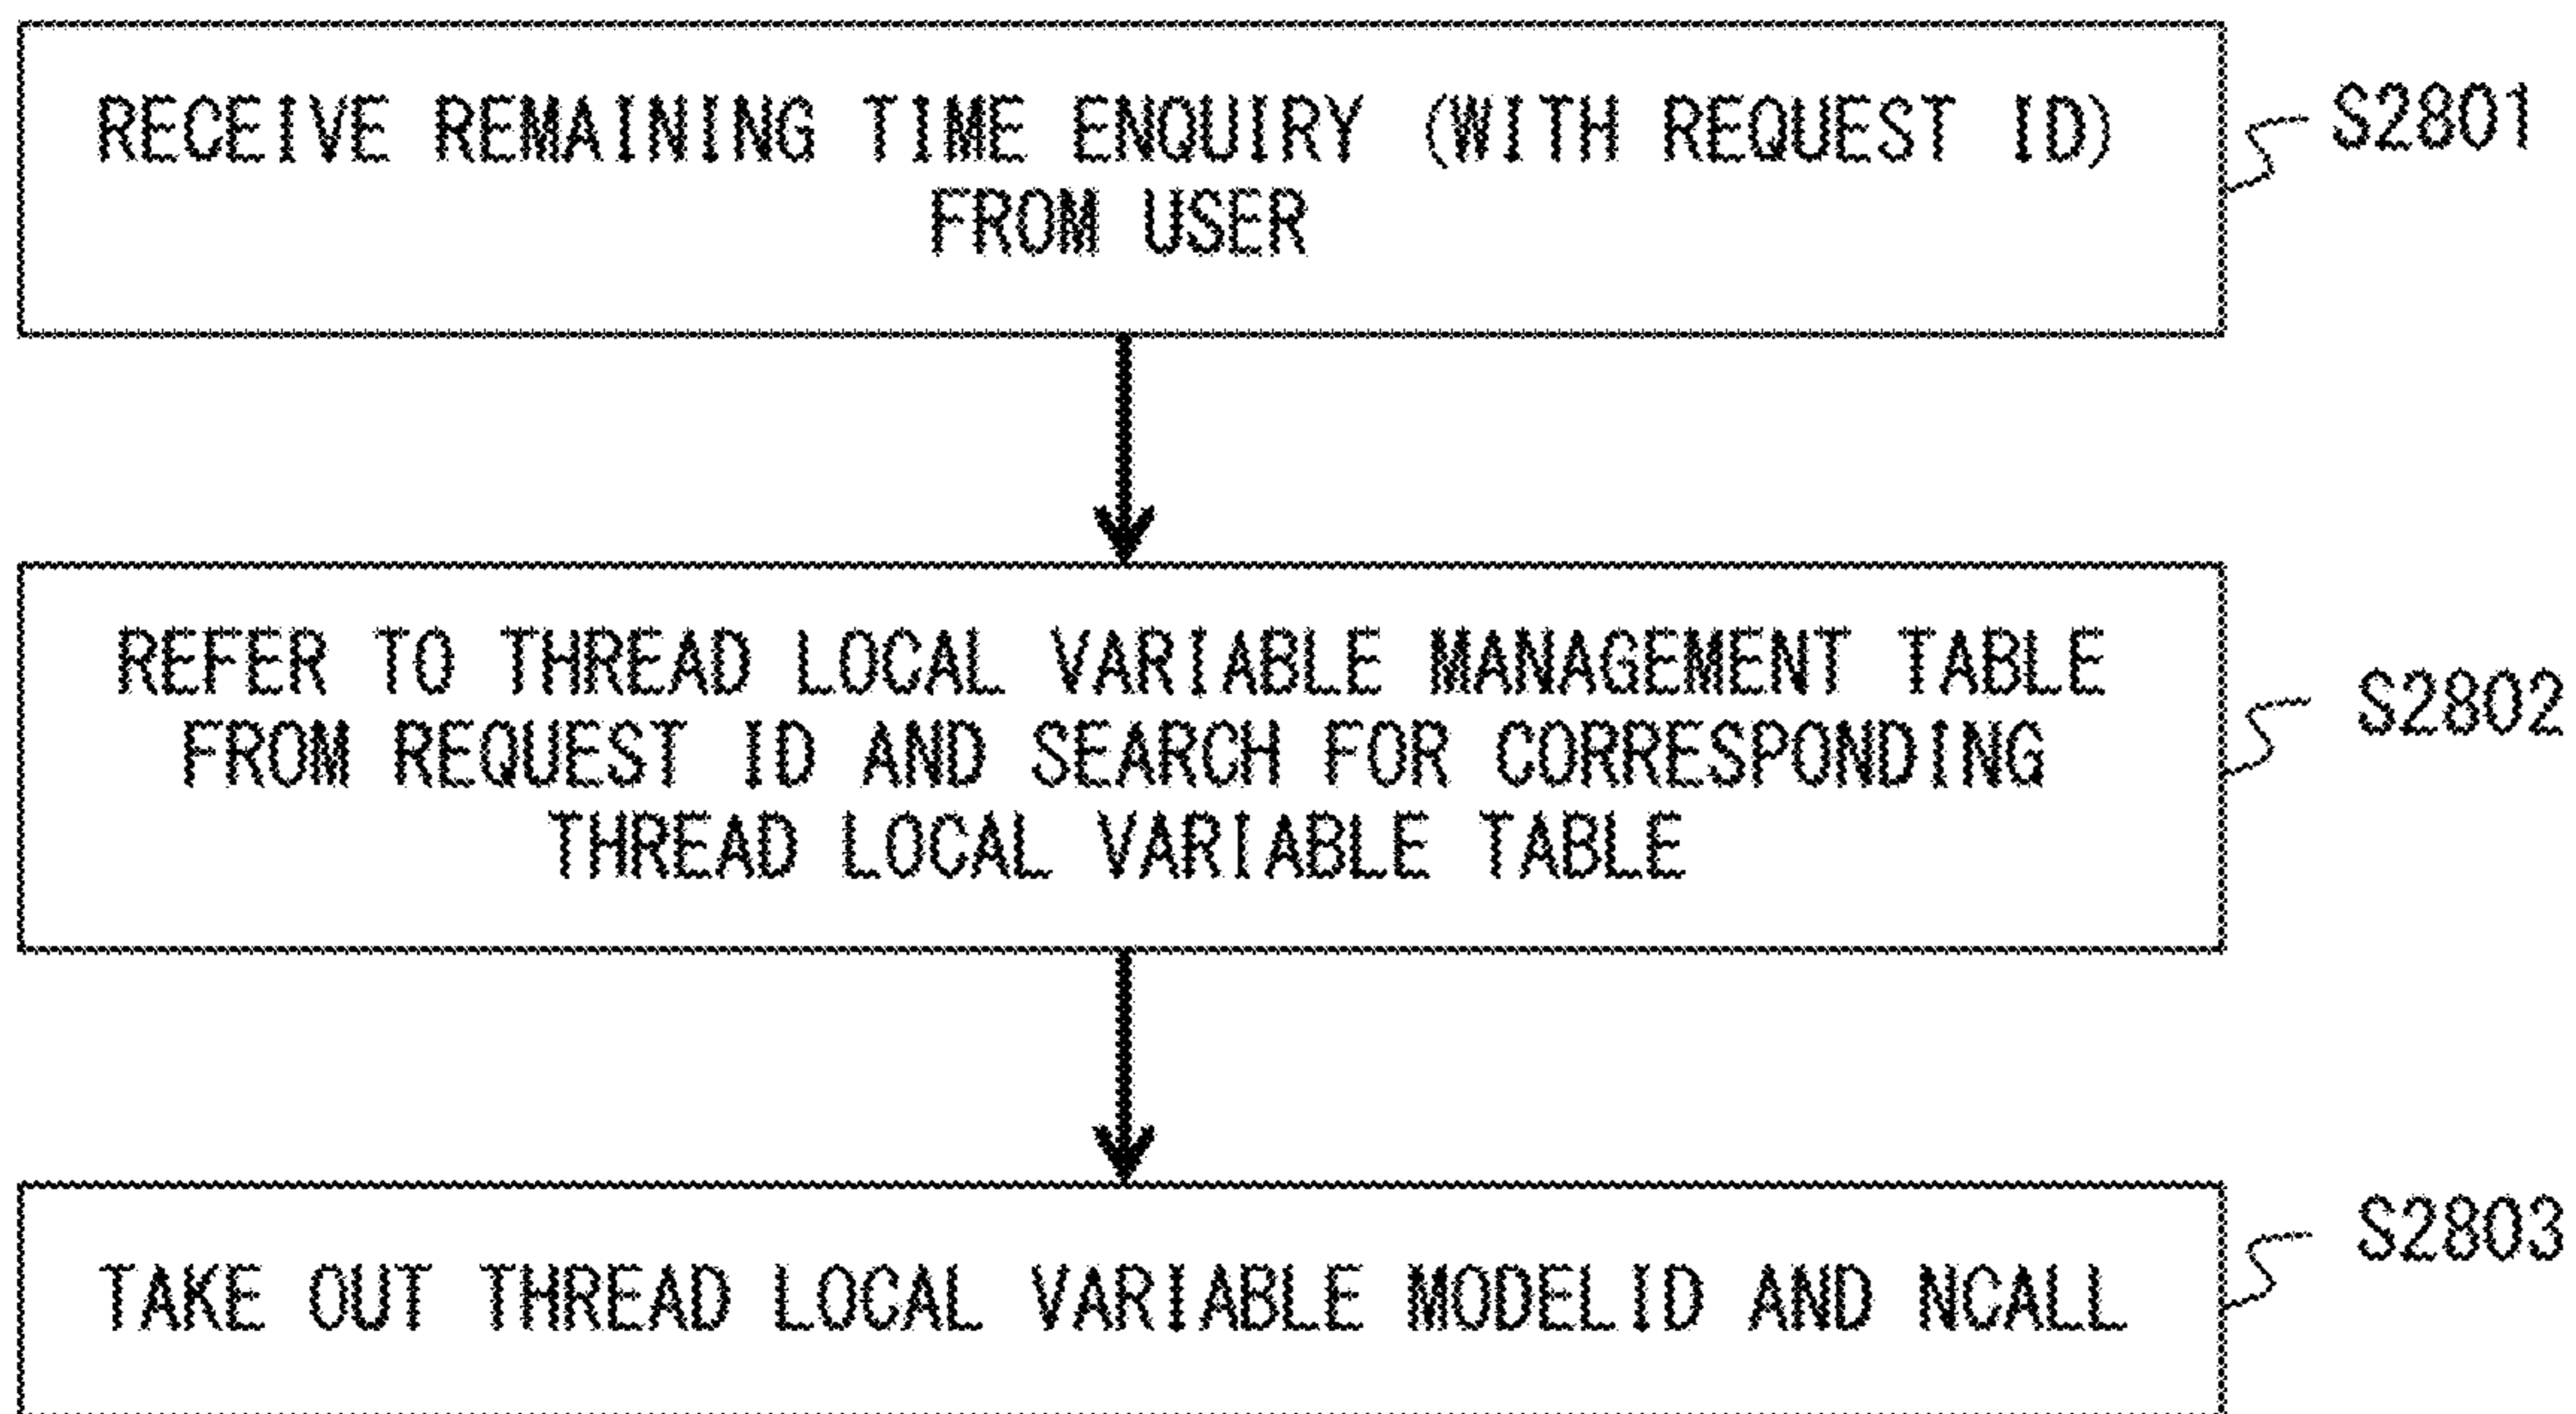 RECEIVE REMAINING TIME ENQUIRY (WITH REQUEST ID)
FROM USER
S2801
REFER TO THREAD LOCAL VARIABLE MANAGEMENT TABLE
FROM REQUEST ID AND SEARCH FOR CORRESPONDING
THREAD LOCAL VARIABLE TABLE
S2802
TAKE OUT THREAD LOCAL VARIABLE MODELID AND NCALL
S2803